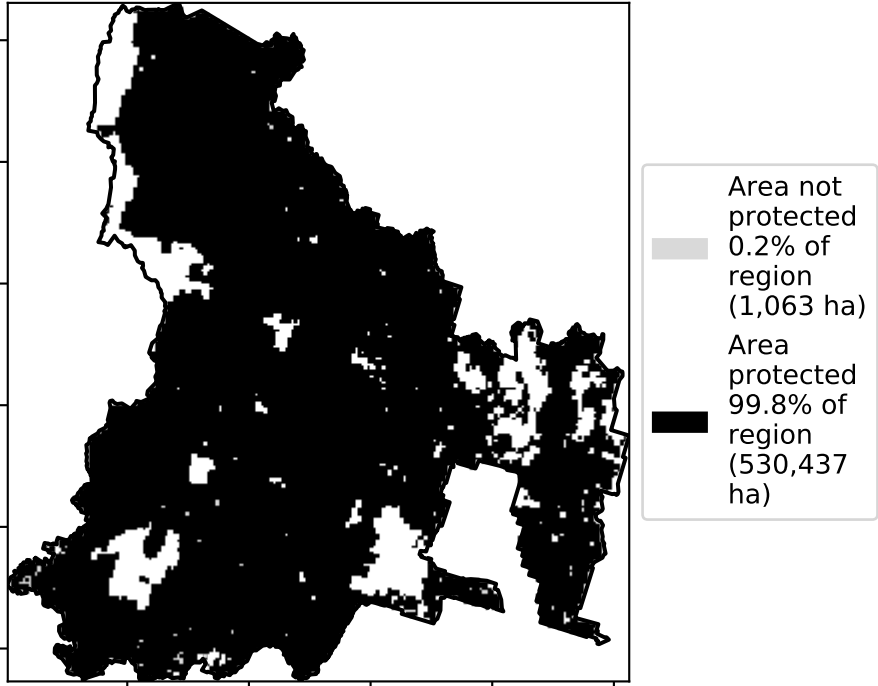 Area not
protected
0.2% of
region
(1,063 ha)
Area
protected
99.8% of
region
(530,437
ha)